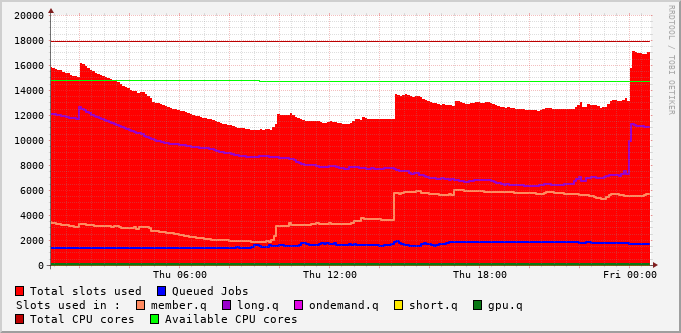 RRDTOOL / TOBI OETIKER
20000
18000
16000
14000
12000
10000
8000
6000
4000
2000
0
Thu 06:00 Thu 12:00 Thu 18:00 Fri 00:00
Total slots used Queued Jobs
Slots used in : member.q long.q ondemand.q short.q gpu.q
Total CPU cores Available CPU cores